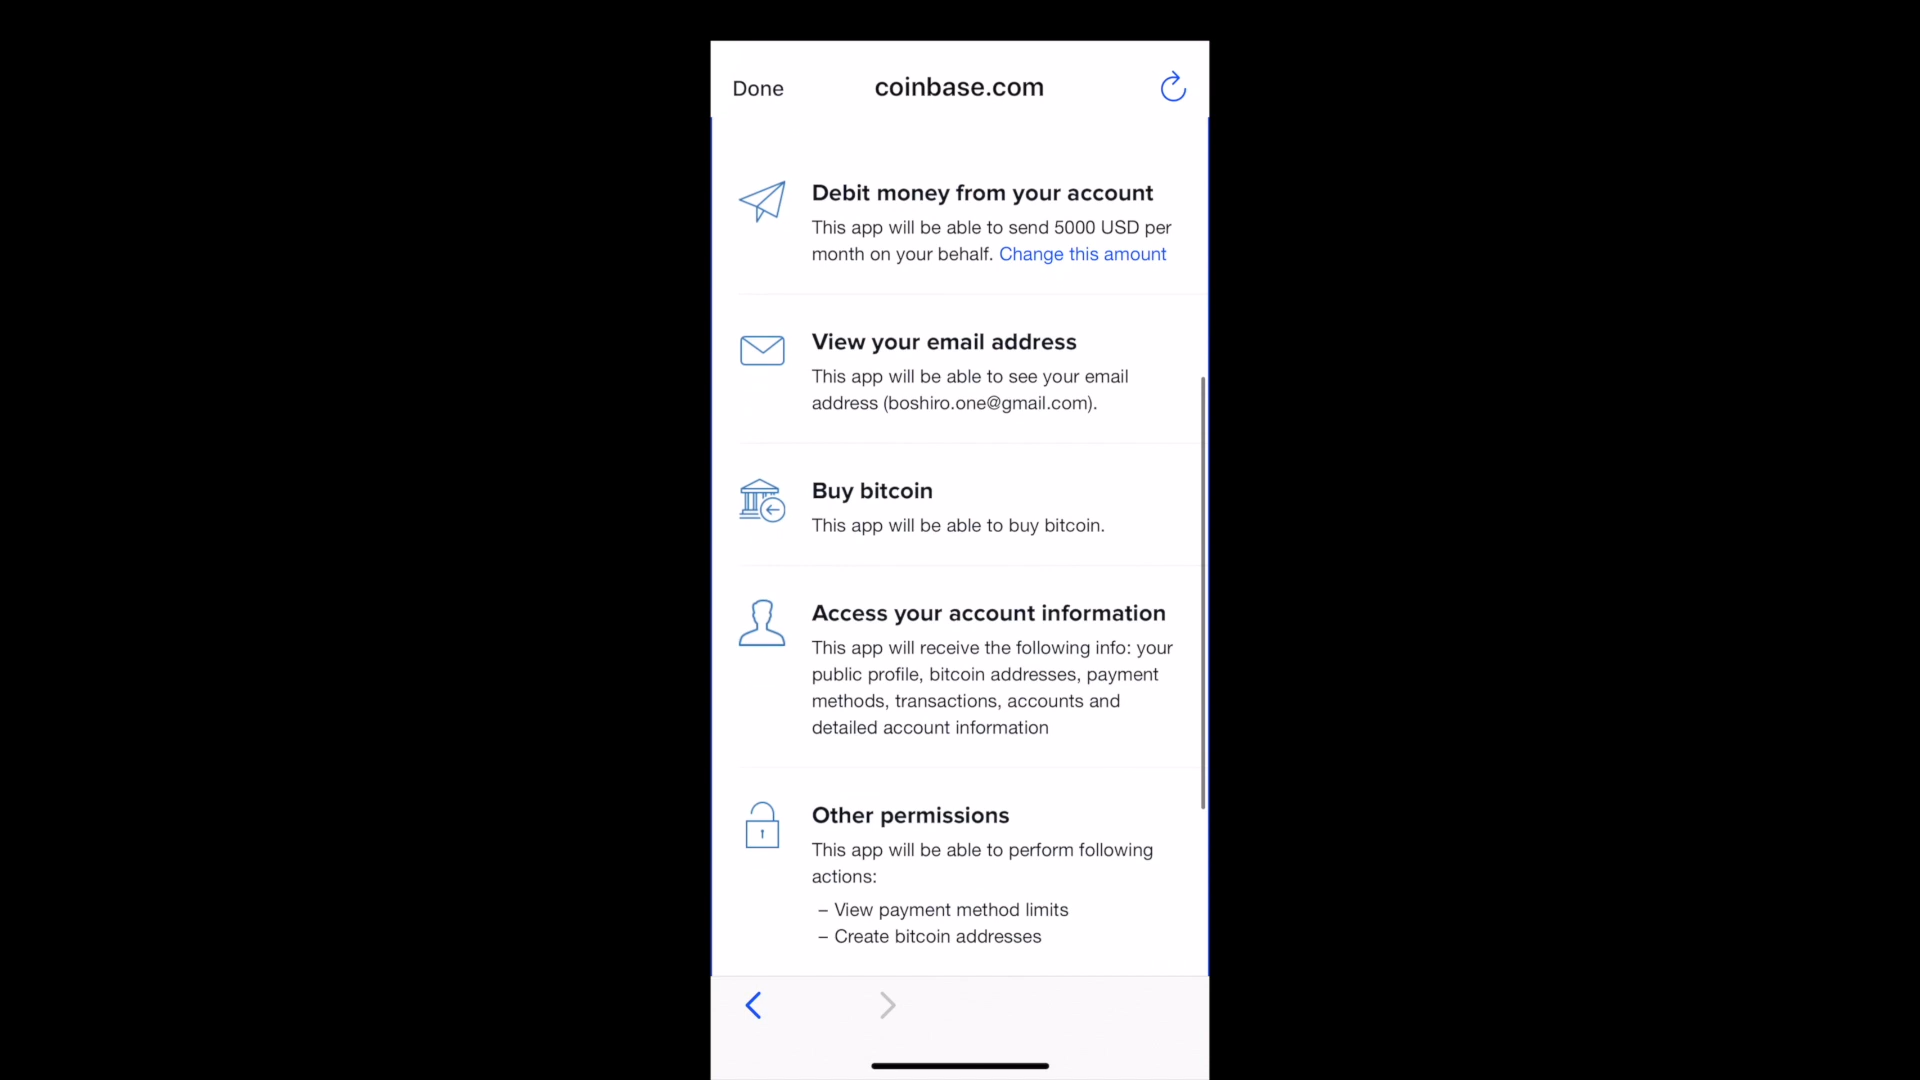 Done
coinbase.com
Debit money from your account
This app will be able to send 5000 USD per
month on your behalf. Change this amount
View your email address
This app will be able to see your email
address (boshiro.one@gmail.com).
Buy bitcoin
This app will be able to buy bitcoin.
Access your account information
This app will receive the following info: your
public profile, bitcoin addresses, payment
methods, transactions, accounts and
detailed account information
Other permissions
This app will be able to perform following
actions:
– View payment method limits
– Create bitcoin addresses